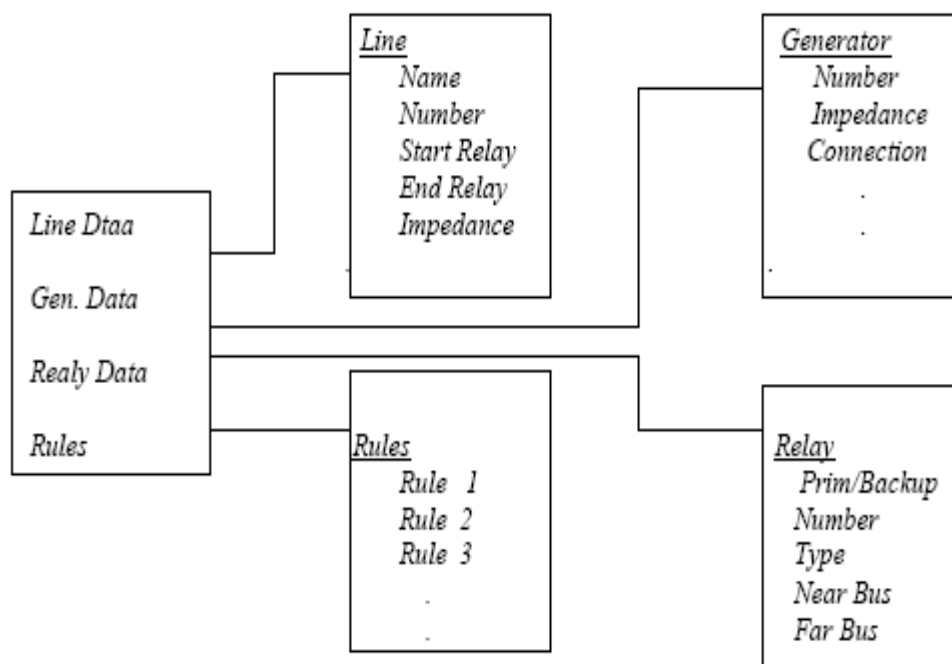 Line Dtaa
Gen. Data
Realy Data
Rules
Line
Name
Number
Start Relay
End Relay
Impedance
.
Generator
Number
Impedance
Connection
.
.
.
Rules
Rule 1
Rule 2
Rule 3
.
.
Relay
Prim/Backup
Number
Type
Near Bus
Far Bus